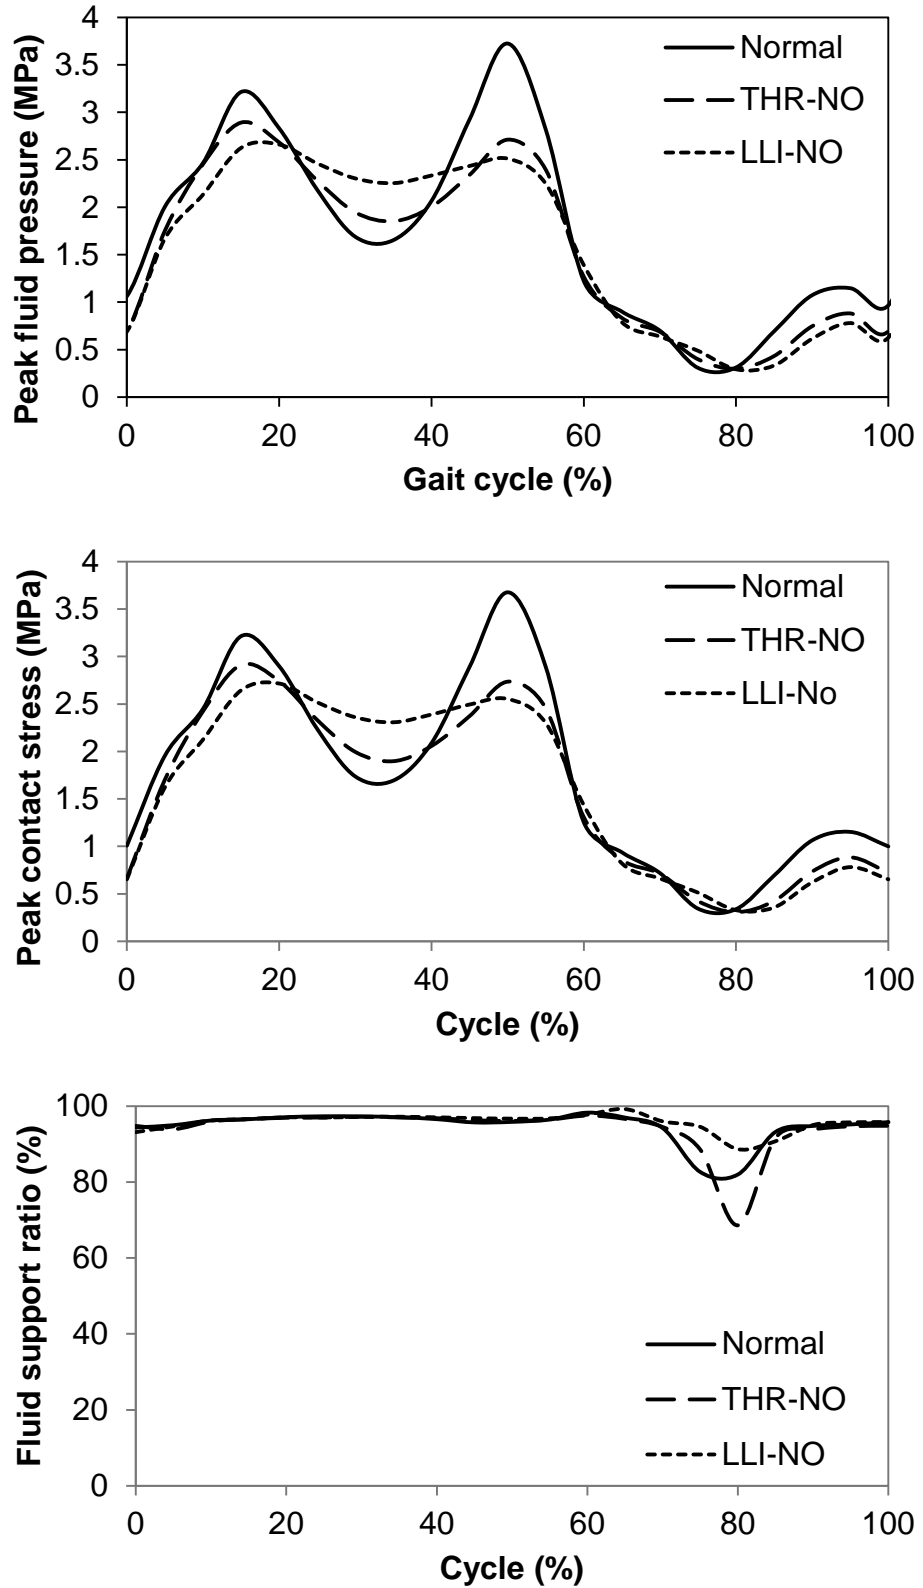 Peak fluid pressure (MPa)
4
3.5
3
2.5
2
1.5
1
0.5
0
Normal
THR-NO
LLI-NO
0 20 40 60 80 100
Gait cycle (%)
Peak contact stress (MPa)
4
3.5
3
2.5
2
1.5
1
0.5
0
Normal
THR-NO
LLI-No
0 20 40 60 80 100
Cycle (%)
Fluid support ratio (%)
100
80
60
40
20
0
Normal
THR-NO
LLI-NO
0 20 40 60 80 100
Cycle (%)